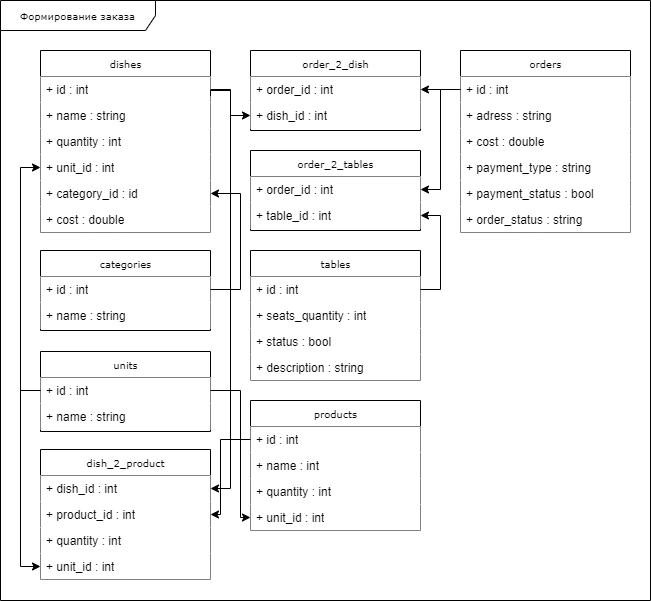 Формирование заказа
dishes
+ id : int
+ name : string
+ quantity : int
+ unit_id : int
+ category_id : id
+ cost : double
order_2_dish
+ order_id : int
+ dish_id : int
orders
+ id : int
+ adress : string
+ cost : double
+ payment_type : string
+ payment_status : bool
+ order_status : string
order_2_tables
+ order_id : int
+ table_id : int
categories
+ id : int
+ name : string
tables
+ id : int
+ seats_quantity : int
+ status : bool
+ description : string
units
+ id : int
+ name : string
products
+ id : int
+ name : int
+ quantity : int
+ unit_id : int
dish_2_product
+ dish_id : int
+ product_id : int
+ quantity : int
+ unit_id : int